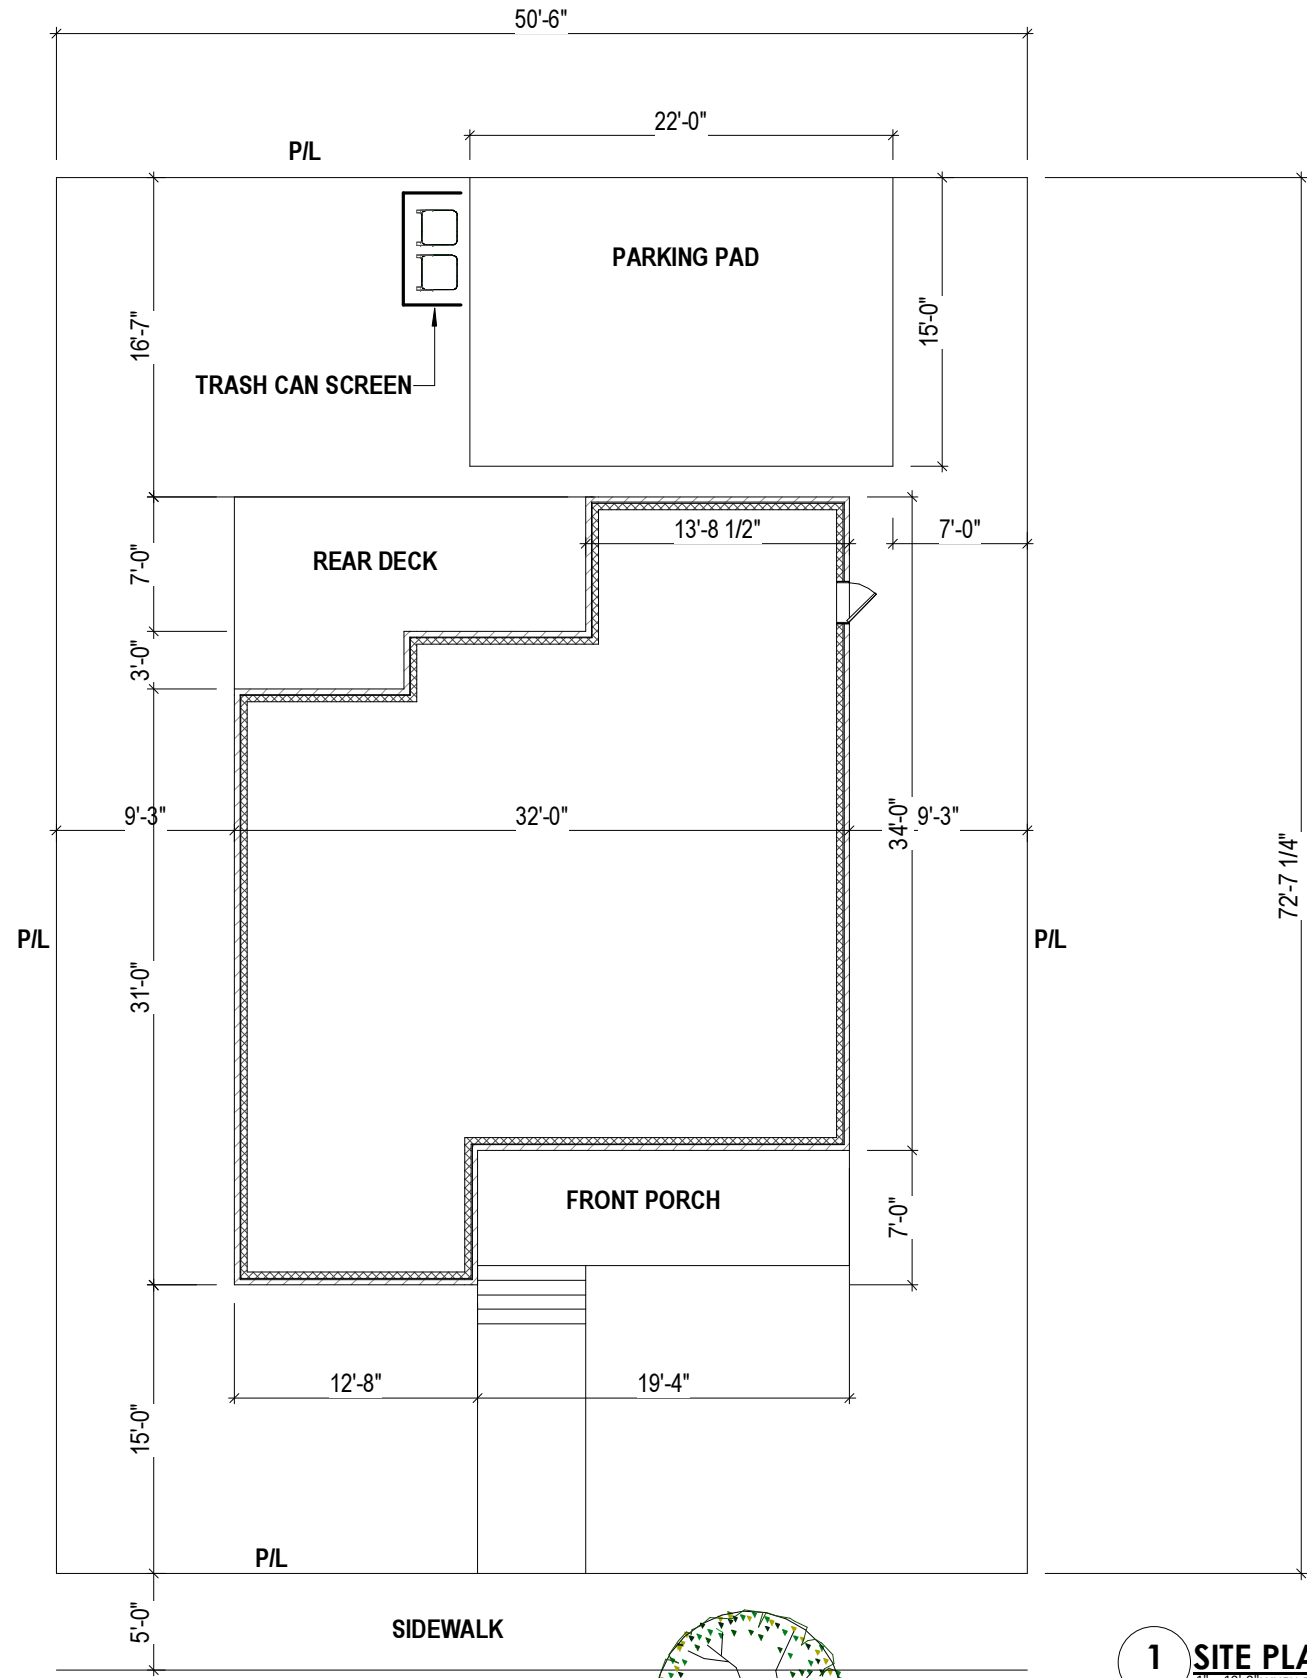 50'-6"
22'-0"
P/L
PARKING PAD
16'-7"
15'-0"
TRASH CAN SCREEN
13'-8 1/2"
7'-0"
REAR DECK
7'-0"
3'-0"
9'-3"
32'-0"
34'-0"
9'-3"
72'-7 1/4"
P/L
P/L
31'-0"
FRONT PORCH
7'-0"
12'-8"
19'-4"
15'-0"
P/L
5'-0"
SIDEWALK
1
SITE PLA